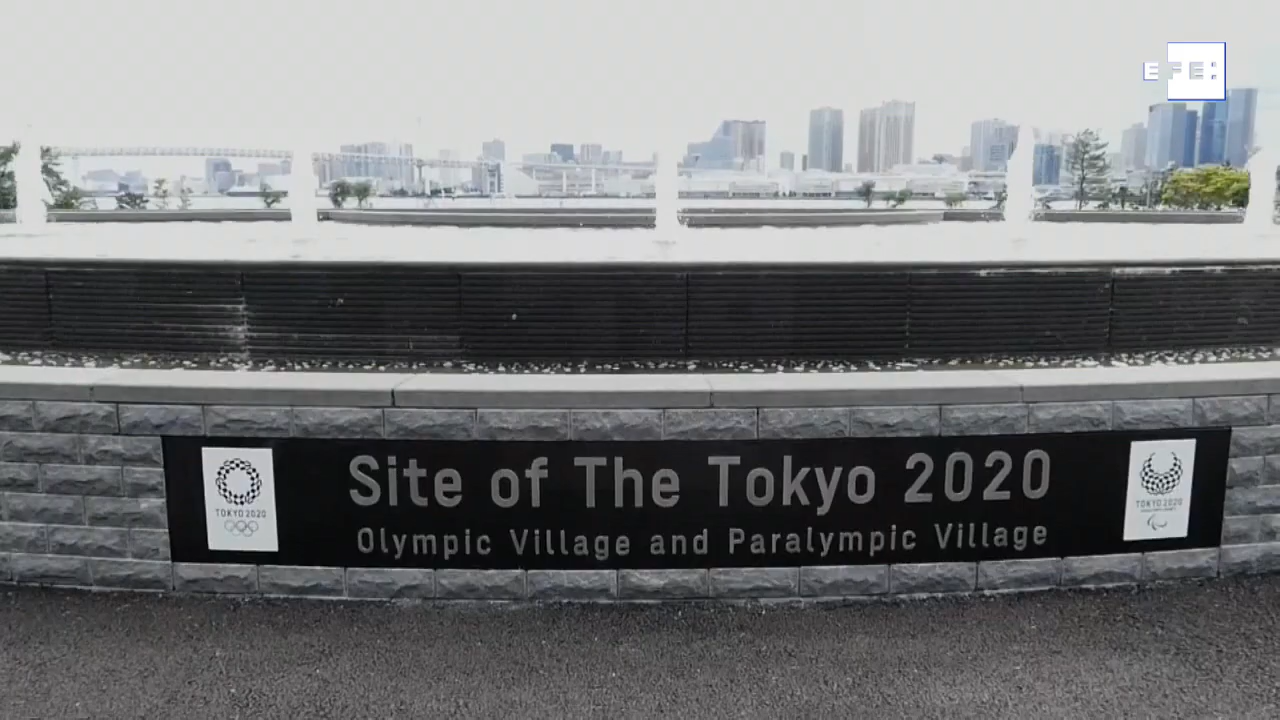 EFE:
Site of The Tokyo 2020
Olympic Village and Paralympic Village
TOKYO 2020
TOKYO 2020